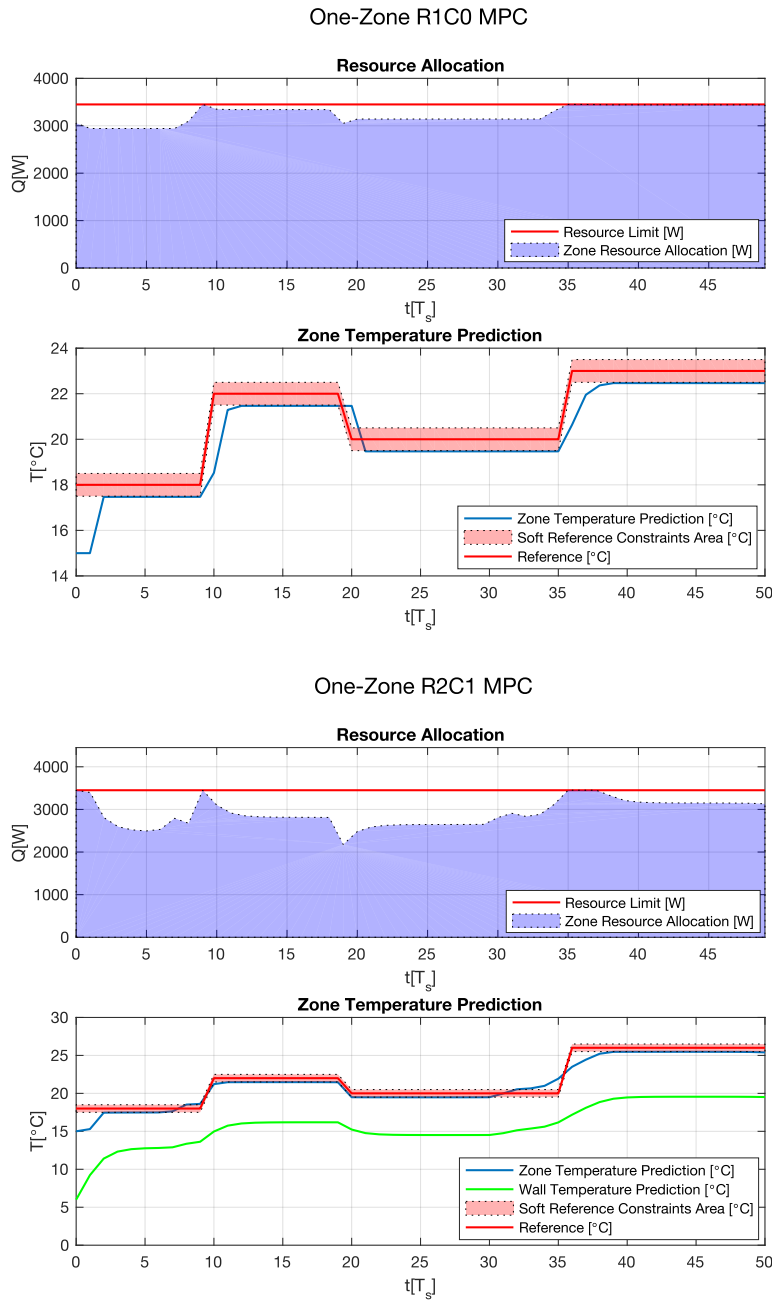 One-Zone R1C0 MPC
Resource Allocation
4000
3000
2000
1000
0
Q[W]
Resource Limit [W]
Zone Resource Allocation [W]
0 5 10 15 20 25 30 35 40 45
t[Ts]
Zone Temperature Prediction
24
22
20
18
16
14
T[°C]
Zone Temperature Prediction [°C]
Soft Reference Constraints Area [°C]
Reference [°C]
0 5 10 15 20 25 30 35 40 45 50
t[Ts]
One-Zone R2C1 MPC
Resource Allocation
4000
3000
2000
1000
0
Q[W]
Resource Limit [W]
Zone Resource Allocation [W]
0 5 10 15 20 25 30 35 40 45
t[Ts]
Zone Temperature Prediction
30
25
20
15
10
5
0
T[°C]
Zone Temperature Prediction [°C]
Wall Temperature Prediction [°C]
Soft Reference Constraints Area [°C]
Reference [°C]
0 5 10 15 20 25 30 35 40 45 50
t[Ts]